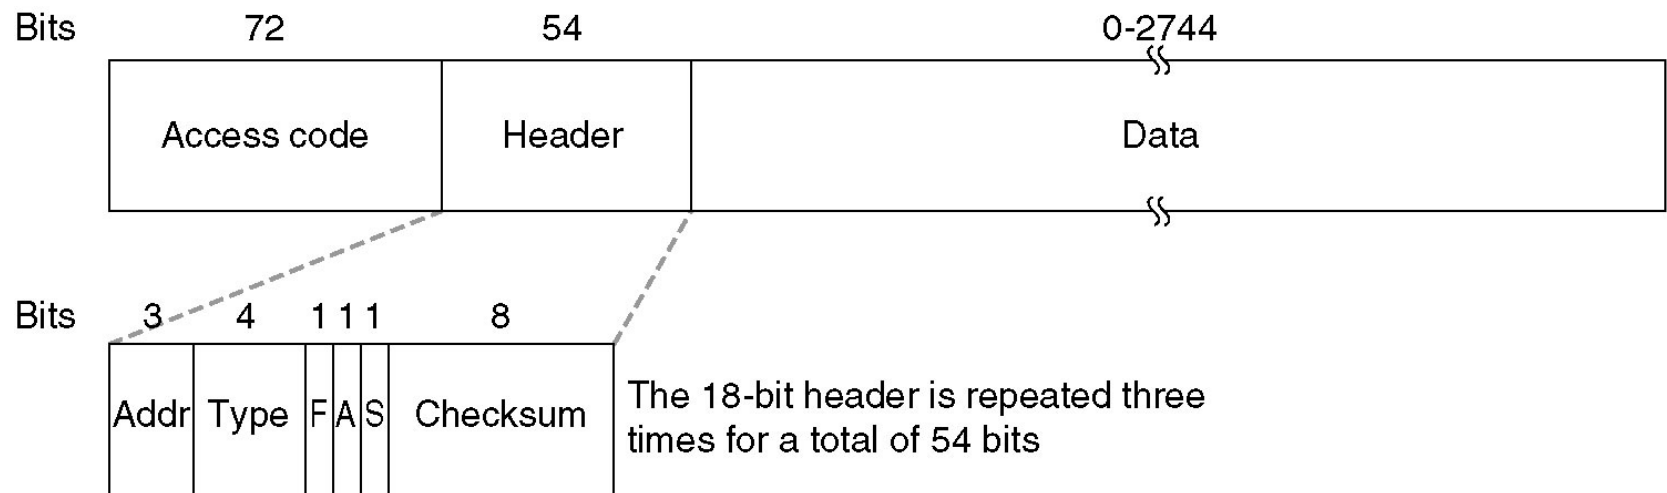 Bits 72 54 0-2744
Access code Header Data
Bits 3 4 1 1 1 8
Addr Type F A S Checksum
The 18-bit header is repeated three
times for a total of 54 bits